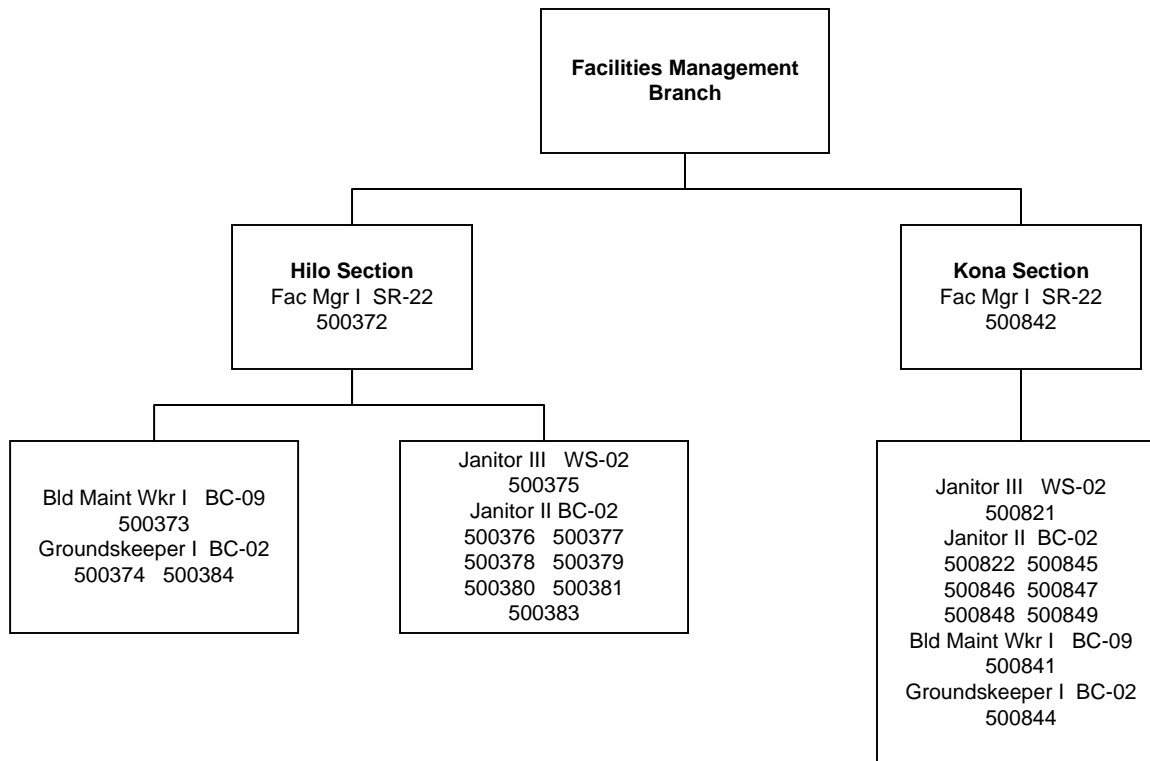 Facilities Management
Branch
Hilo Section
Fac Mgr I SR-22
500372
Kona Section
Fac Mgr I SR-22
500842
Bld Maint Wkr I BC-09
500373
Groundskeeper I BC-02
500374 500384
Janitor III WS-02
500375
Janitor II BC-02
500376 500377
500378 500379
500380 500381
500383
Janitor III WS-02
500821
Janitor II BC-02
500822 500845
500846 500847
500848 500849
Bld Maint Wkr I BC-09
500841
Groundskeeper I BC-02
500844